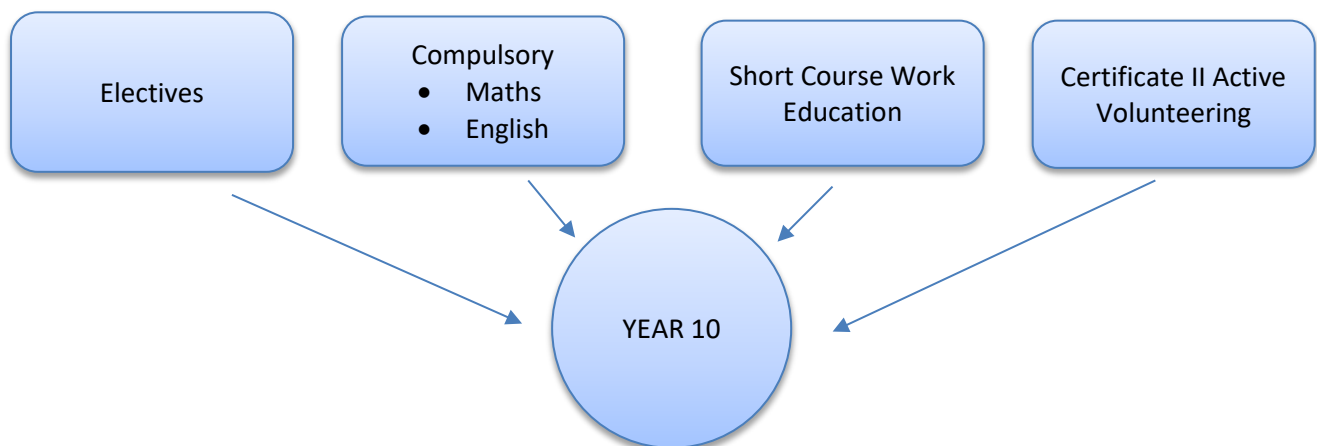 Electives
Compulsory
• Maths
• English
Short Course Work
Education
Certificate II Active
Volunteering
YEAR 10